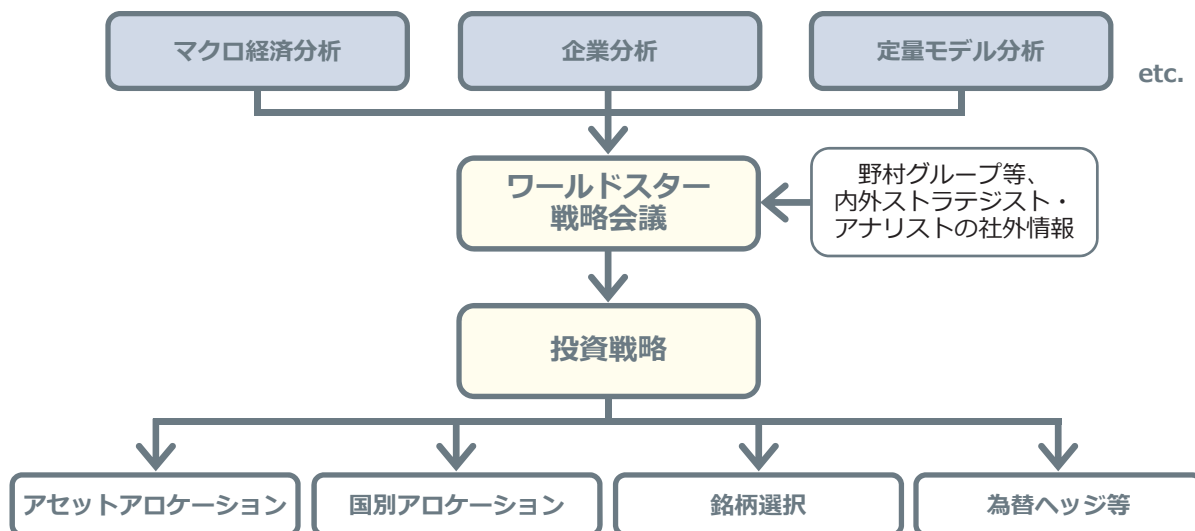 マクロ経済分析
企業分析
定量モデル分析
etc.
ワールドスター
戦略会議
野村グループ等、
内外ストラテジスト・
アナリストの社外情報
投資戦略
アセットアロケーション
国別アロケーション
銘柄選択
為替ヘッジ等